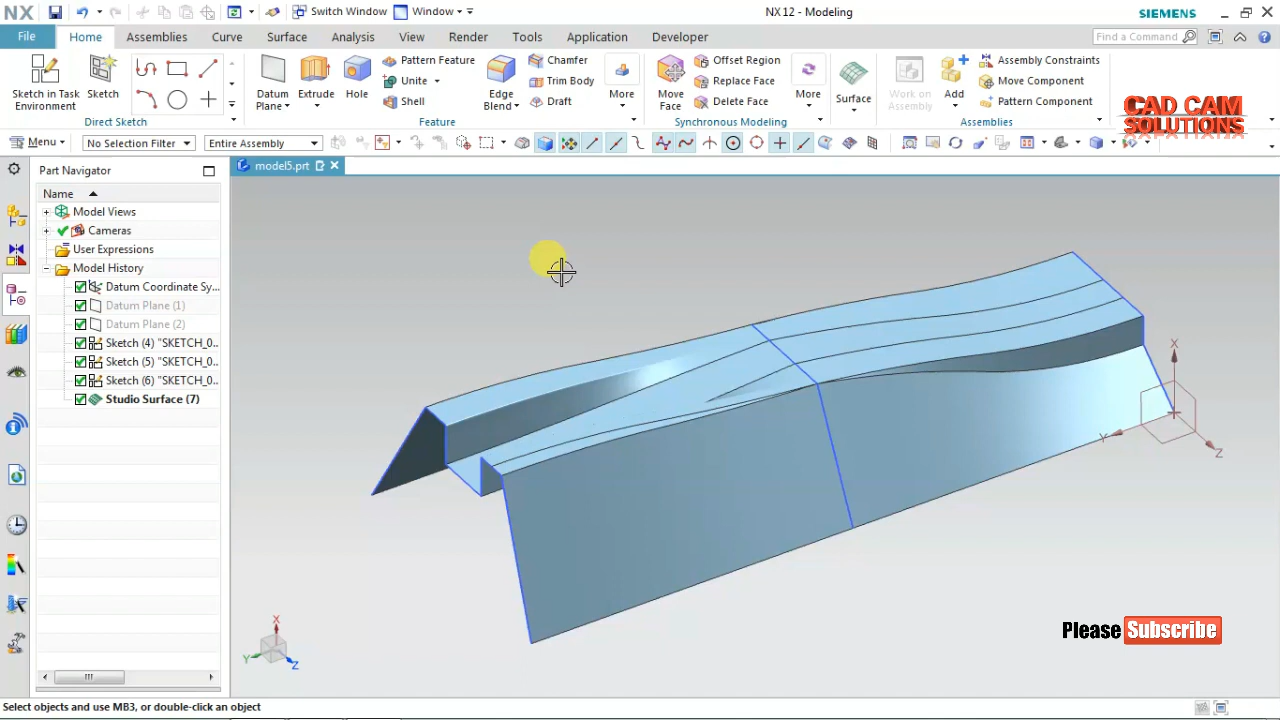 NX
Switch Window
Window
NX 12 - Modeling
SIEMENS
File
Home
Assemblies
Curve
Surface
Analysis
View
Render
Tools
Application
Developer
Find a Command
Sketch in Task
Environment
Sketch
Direct Sketch
Datum
Plane
Extrude
Hole
Pattern Feature
Unite
Shell
Edge
Blend
Chamfer
Trim Body
Draft
More
Feature
Move
Face
Offset Region
Replace Face
Delete Face
More
Synchronous Modeling
Surface
Work on
Assembly
Add
Assembly Constraints
Move Component
Pattern Component
Assemblies
CAD CAM
SOLUTIONS
Menu
No Selection Filter
Entire Assembly
Part Navigator
model5.prt
Name
Model Views
Cameras
User Expressions
Model History
Datum Coordinate Sy...
Datum Plane (1)
Datum Plane (2)
Sketch (4) "SKETCH_0...
Sketch (5) "SKETCH_0...
Sketch (6) "SKETCH_0...
Studio Surface (7)
X
Y
Z
X
Y
Z
Please Subscribe
Select objects and use MB3, or double-click an object